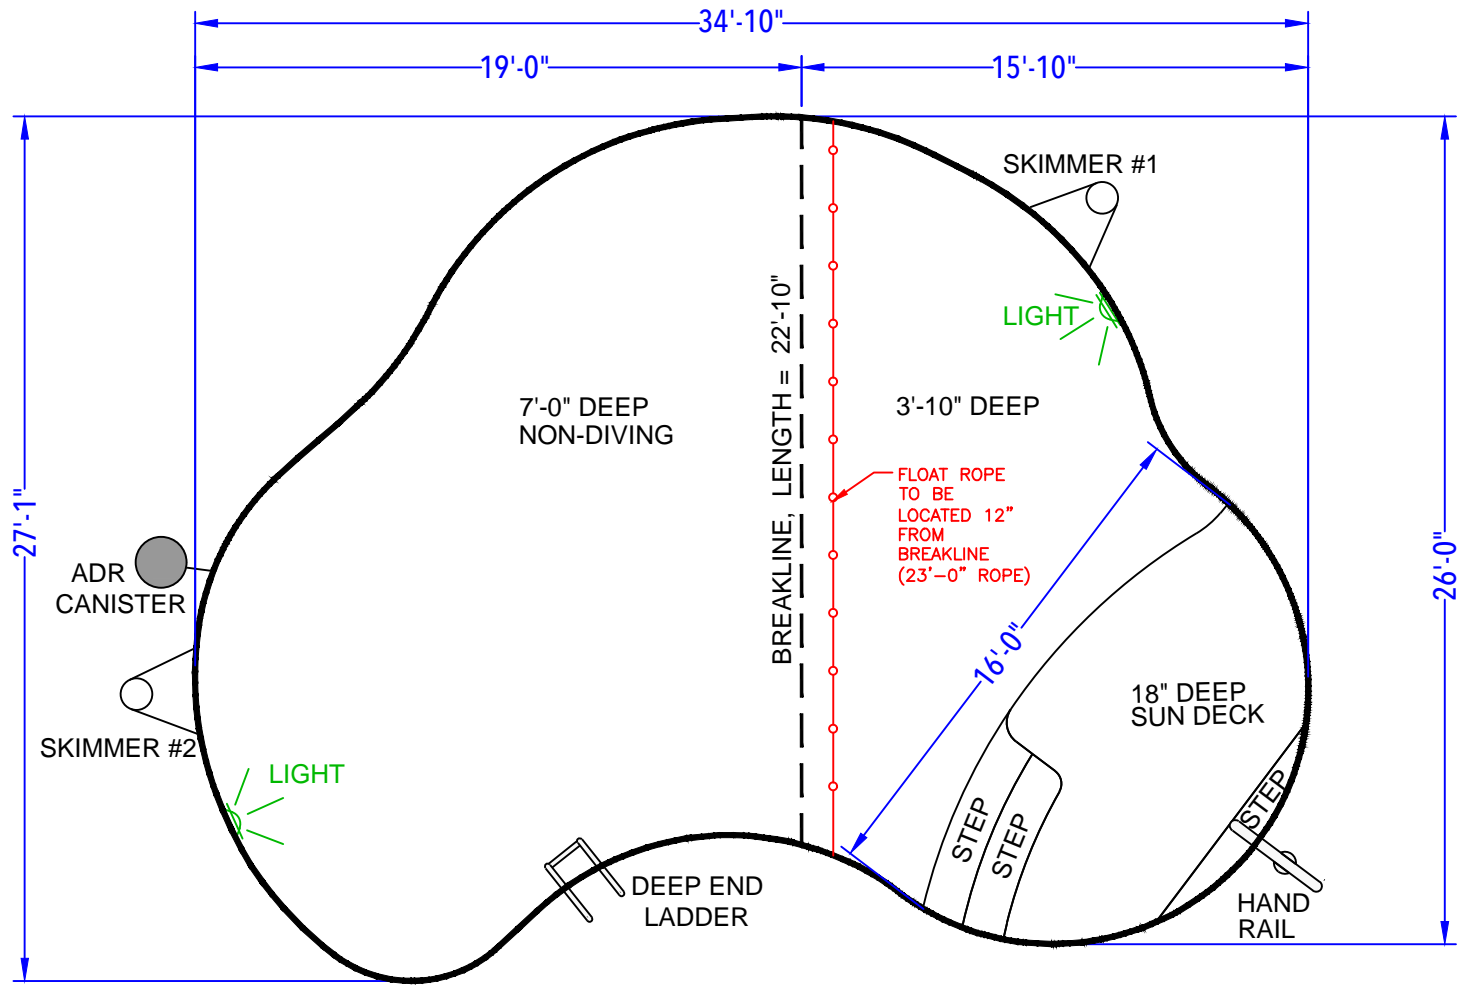 34'-10"
19'-0"
15'-10"
SKIMMER #1
LIGHT
BREAKLINE, LENGTH = 22'-10"
7'-0" DEEP
NON-DIVING
3'-10" DEEP
FLOAT ROPE
TO BE
LOCATED 12"
FROM
BREAKLINE
(23'-0" ROPE)
27'-1"
26'-0"
ADR
CANISTER
16'-0"
18" DEEP
SUN DECK
SKIMMER #2
LIGHT
STEP
STEP
STEP
DEEP END
LADDER
HAND
RAIL